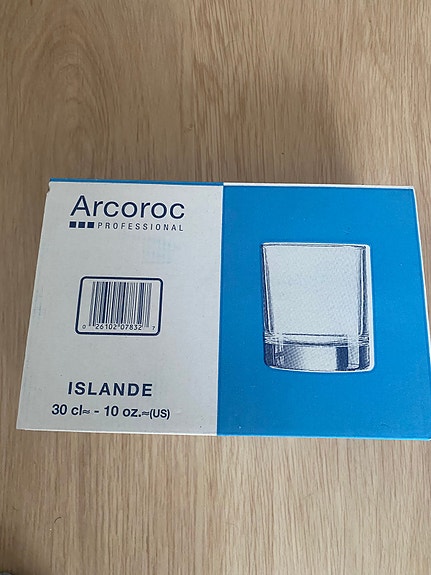 Arcoroc
PROFESSIONAL
0 26102 07832 7
ISLANDE
30 cl≈ - 10 oz.≈(US)